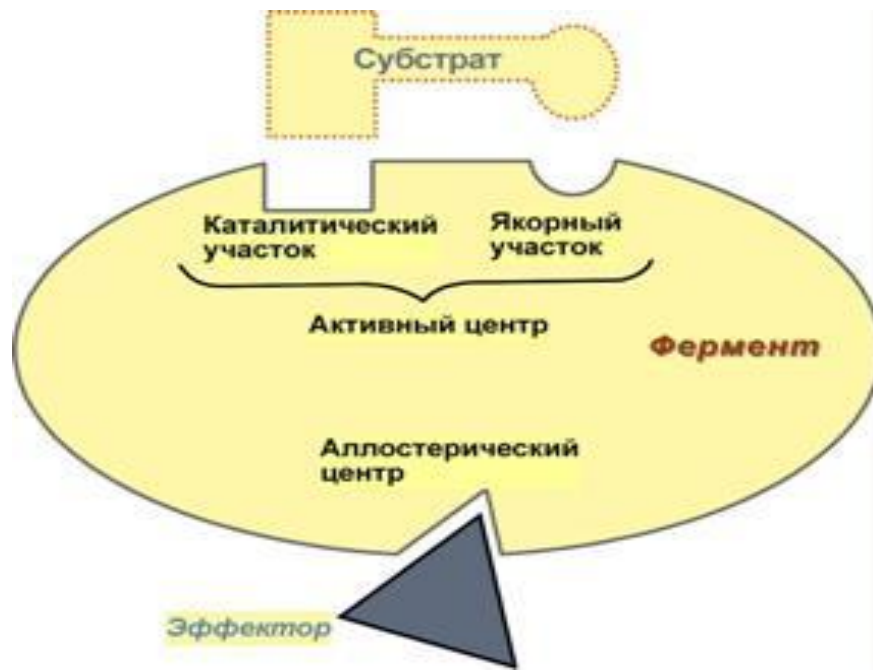 Субстрат
Каталитический
участок
Якорный
участок
Активный центр
Фермент
Аллостерический
центр
Эффектор